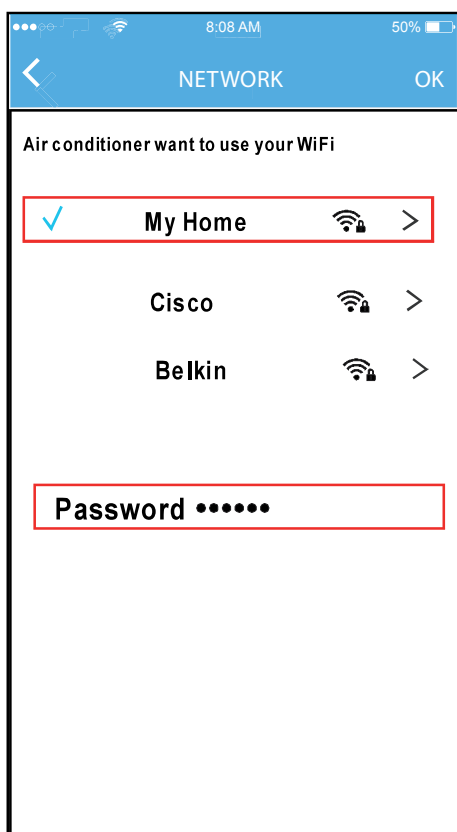 8:08 AM 50%
NETWORK OK
Air conditioner want to use your WiFi
My Home
Cisco
Belkin
Password ••••••